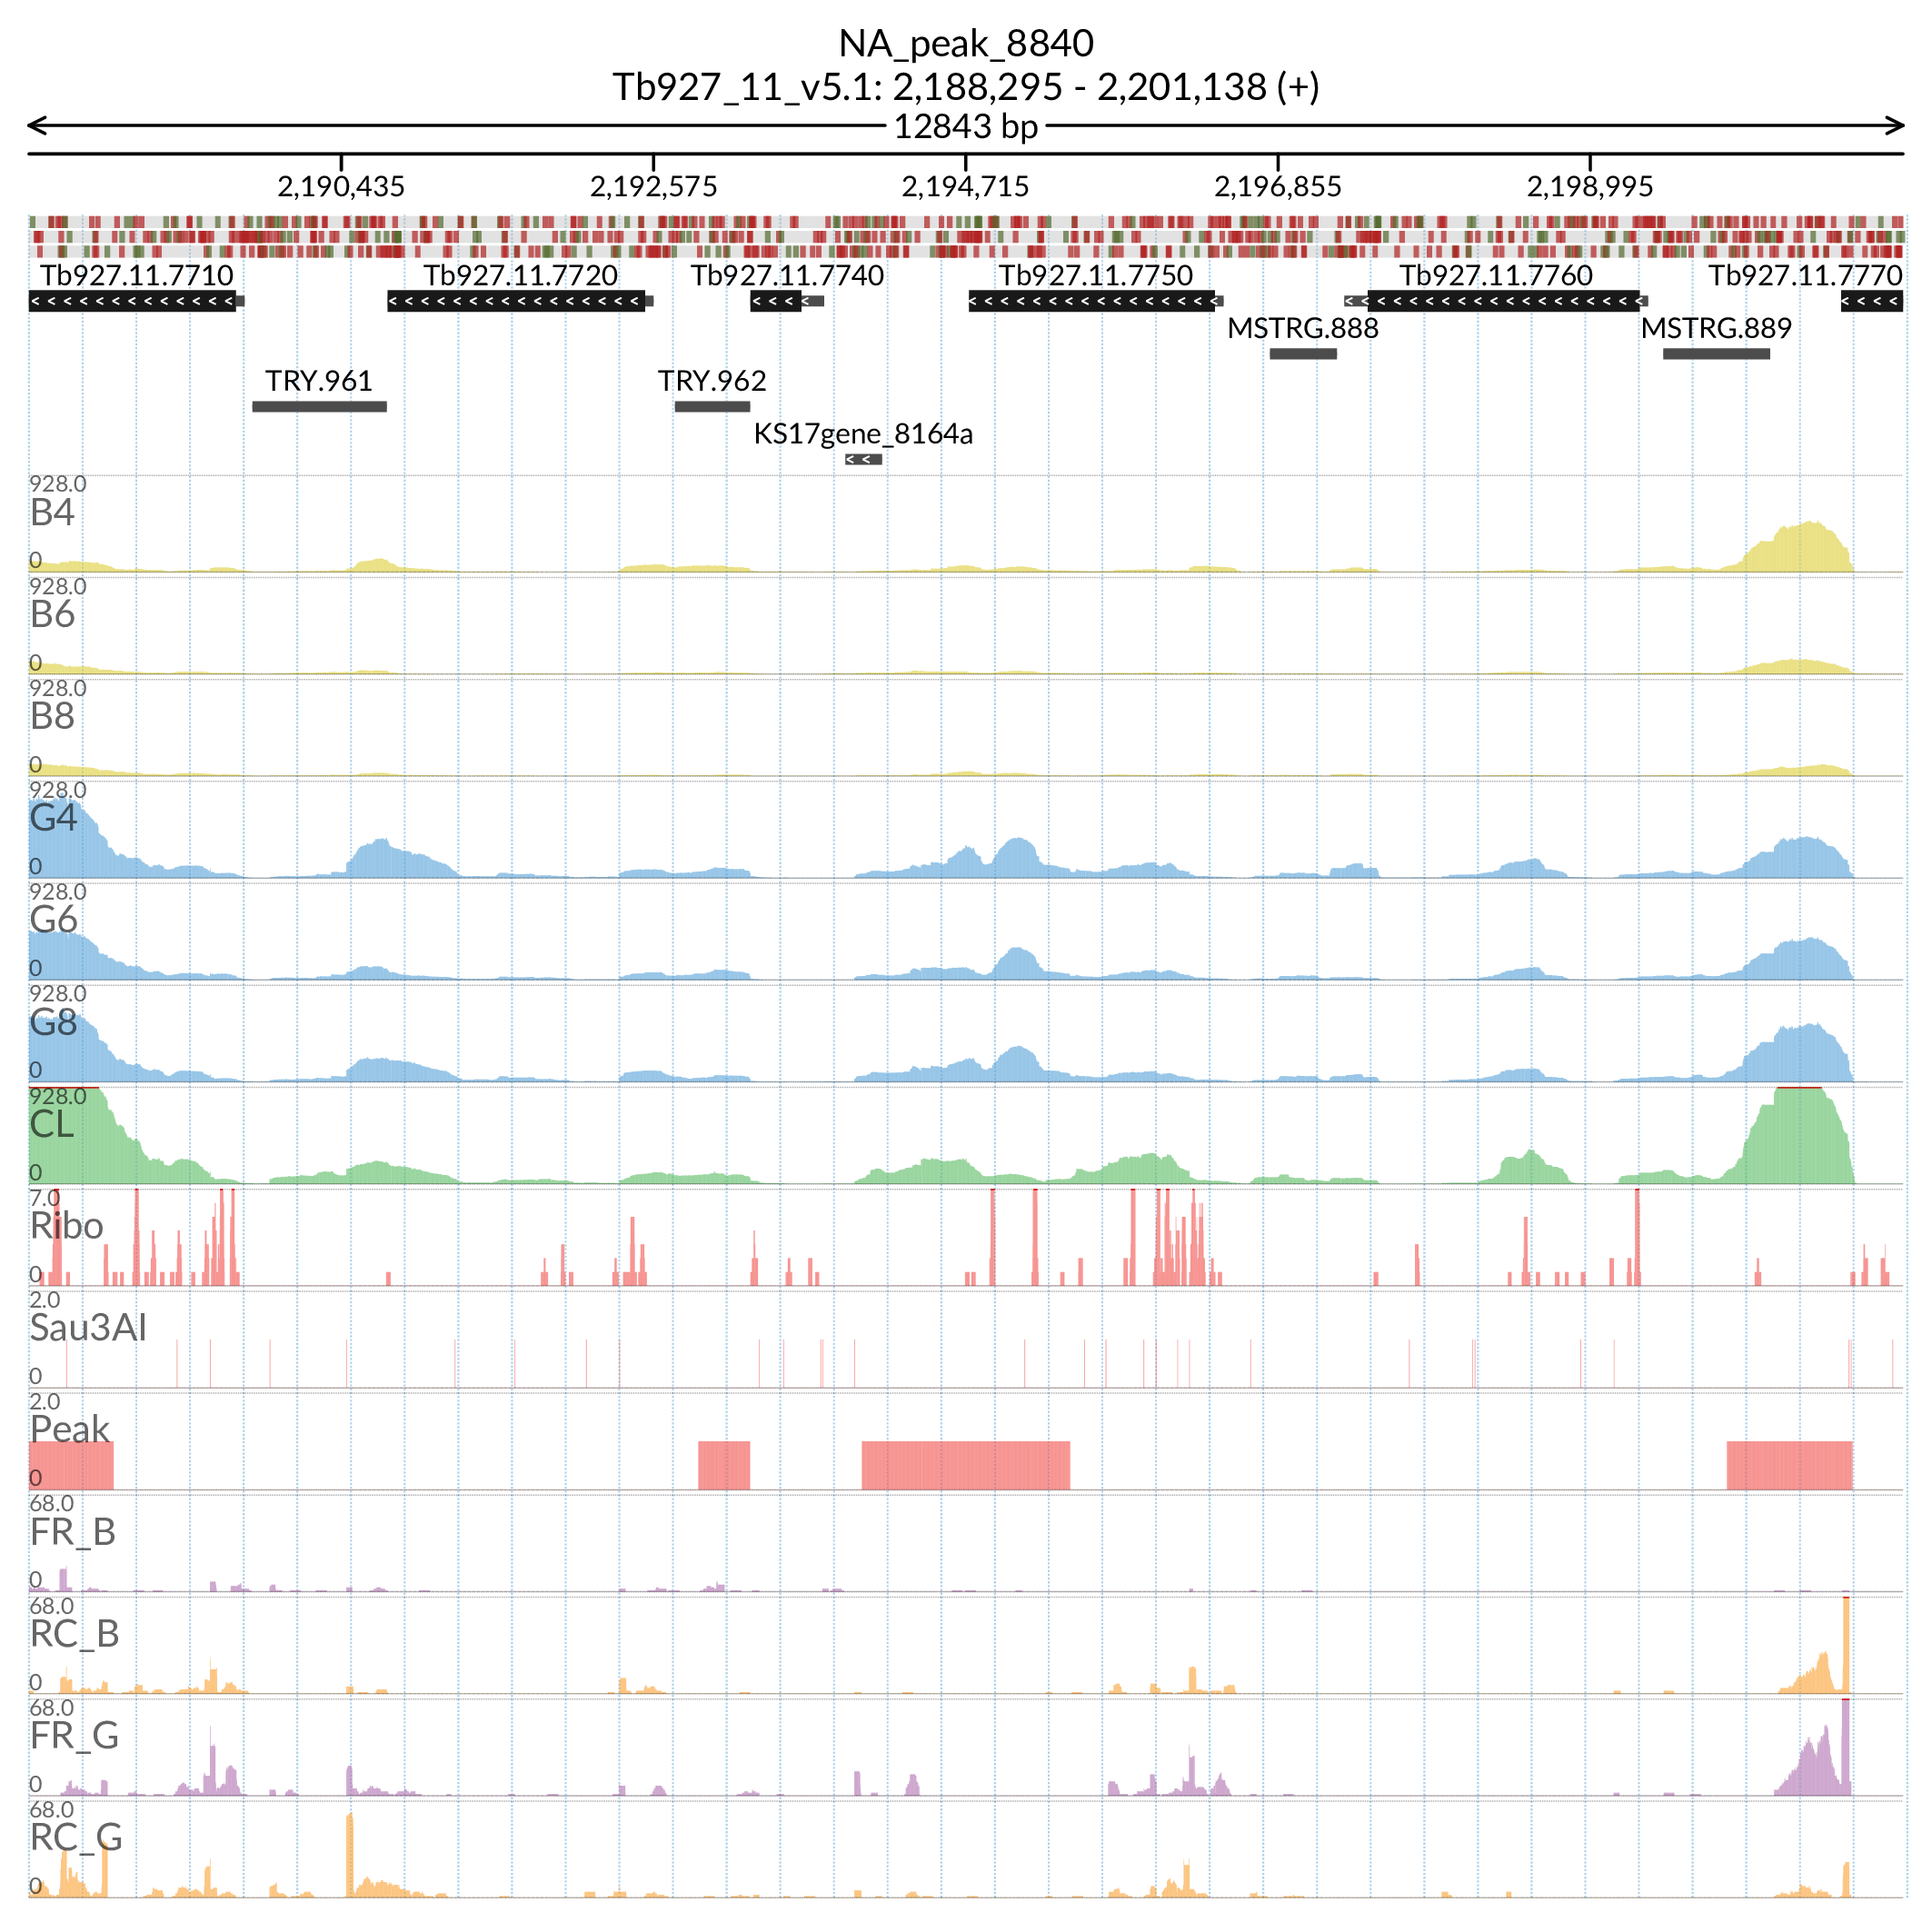 NA_peak_8840
Tb927_11_v5.1: 2,188,295 - 2,201,138 (+)
12843 bp
2,190,435 2,192,575 2,194,715 2,196,855 2,198,995
Tb927.11.7710 Tb927.11.7720 Tb927.11.7740 Tb927.11.7750 Tb927.11.7760 Tb927.11.7770
MSTRG.888 MSTRG.889
TRY.961 TRY.962
KS17gene_8164a
928.0
B4
0
928.0
B6
0
928.0
B8
0
928.0
G4
0
928.0
G6
0
928.0
G8
0
928.0
CL
0
7.0
Ribo
0
2.0
Sau3AI
0
2.0
Peak
0
68.0
FR_B
0
68.0
RC_B
0
68.0
FR_G
0
68.0
RC_G
0